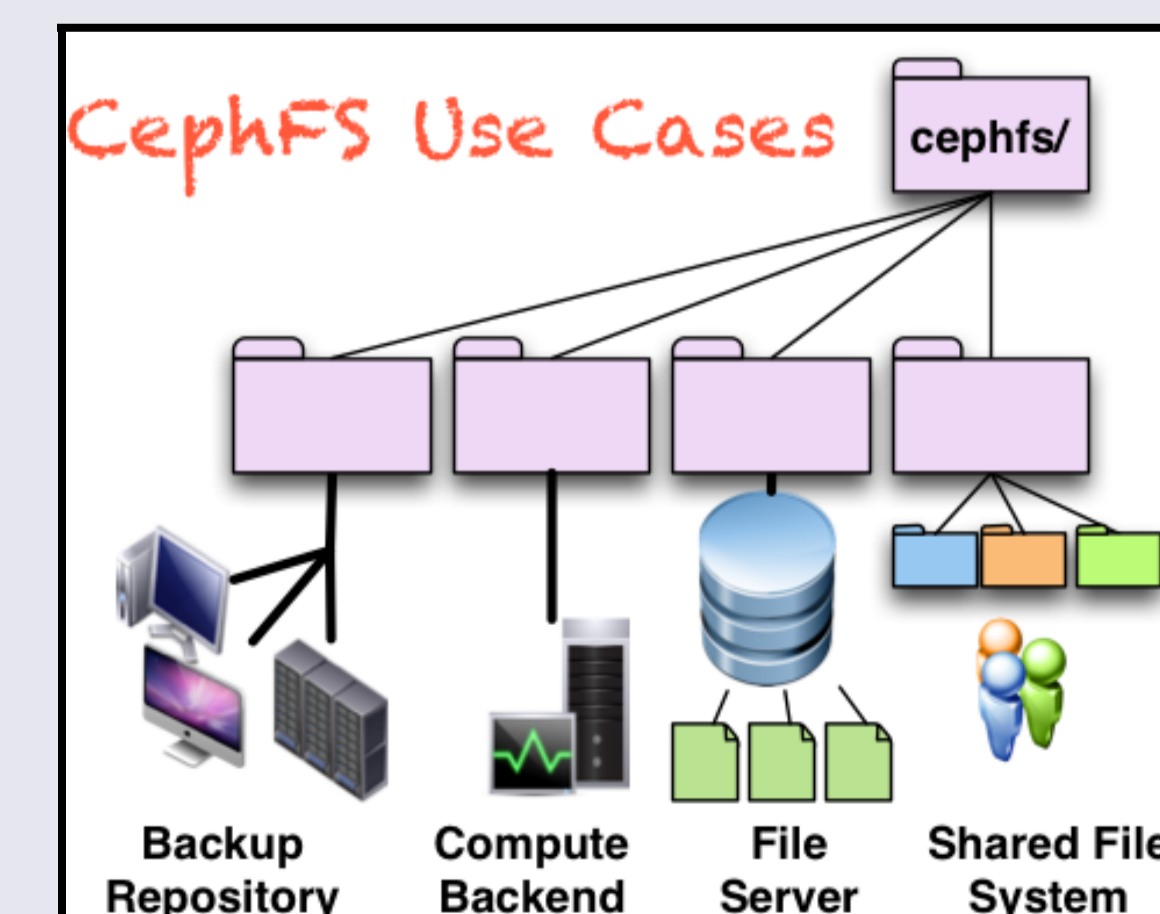 CephFS Use Cases
cephfs/
Backup
Repository
Compute
Backend
File
Server
Shared File
System